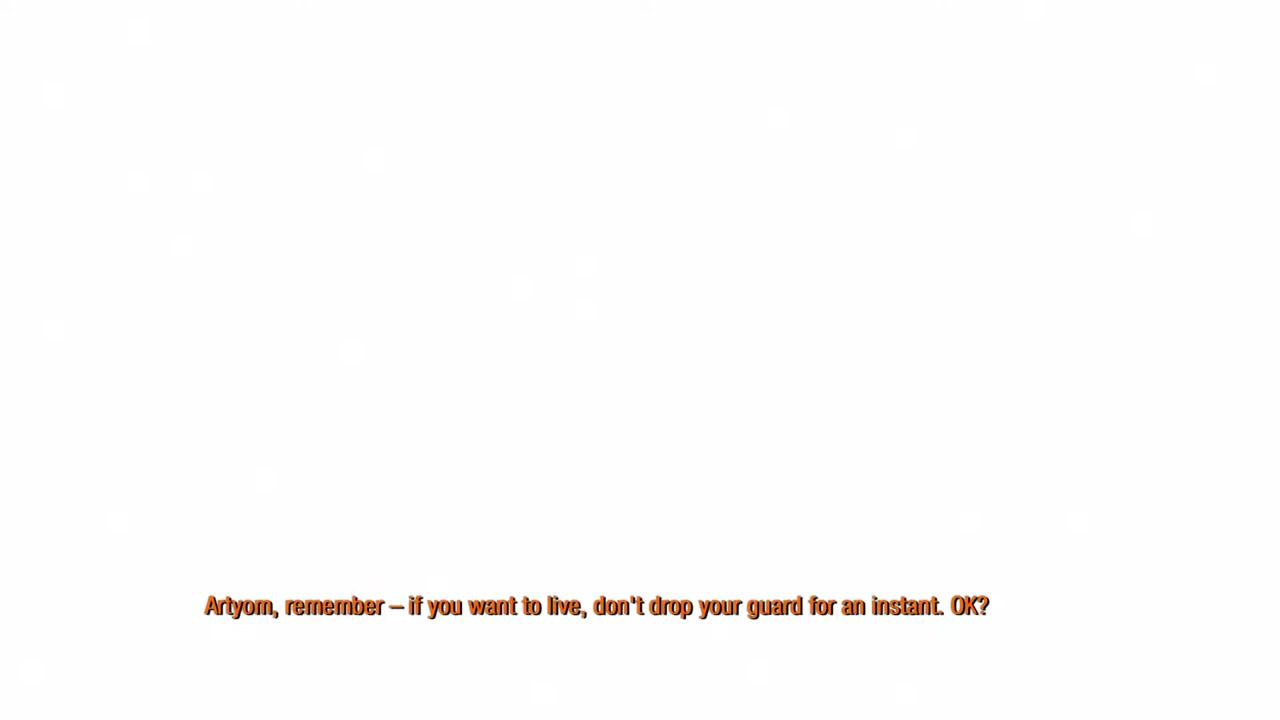 Artyom, remember – if you want to live, don't drop your guard for an instant. OK?